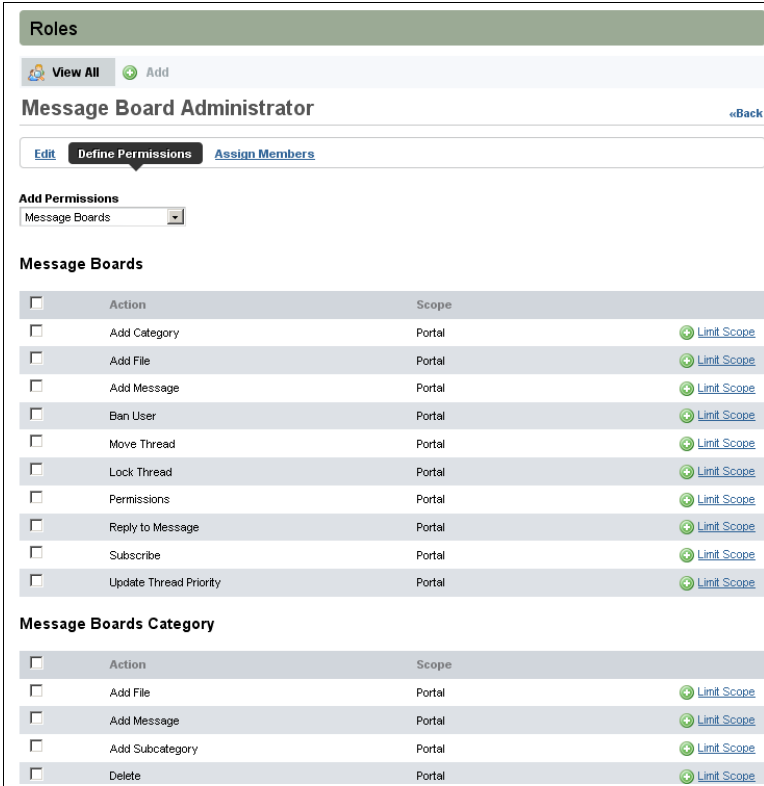 Roles
View All Add
Message Board Administrator «Back
Edit Define Permissions Assign Members
Add Permissions
Message Boards
Message Boards
Action Scope
Add Category Portal Limit Scope
Add File Portal Limit Scope
Add Message Portal Limit Scope
Ban User Portal Limit Scope
Move Thread Portal Limit Scope
Lock Thread Portal Limit Scope
Permissions Portal Limit Scope
Reply to Message Portal Limit Scope
Subscribe Portal Limit Scope
Update Thread Priority Portal Limit Scope
Message Boards Category
Action Scope
Add File Portal Limit Scope
Add Message Portal Limit Scope
Add Subcategory Portal Limit Scope
Delete Portal Limit Scope